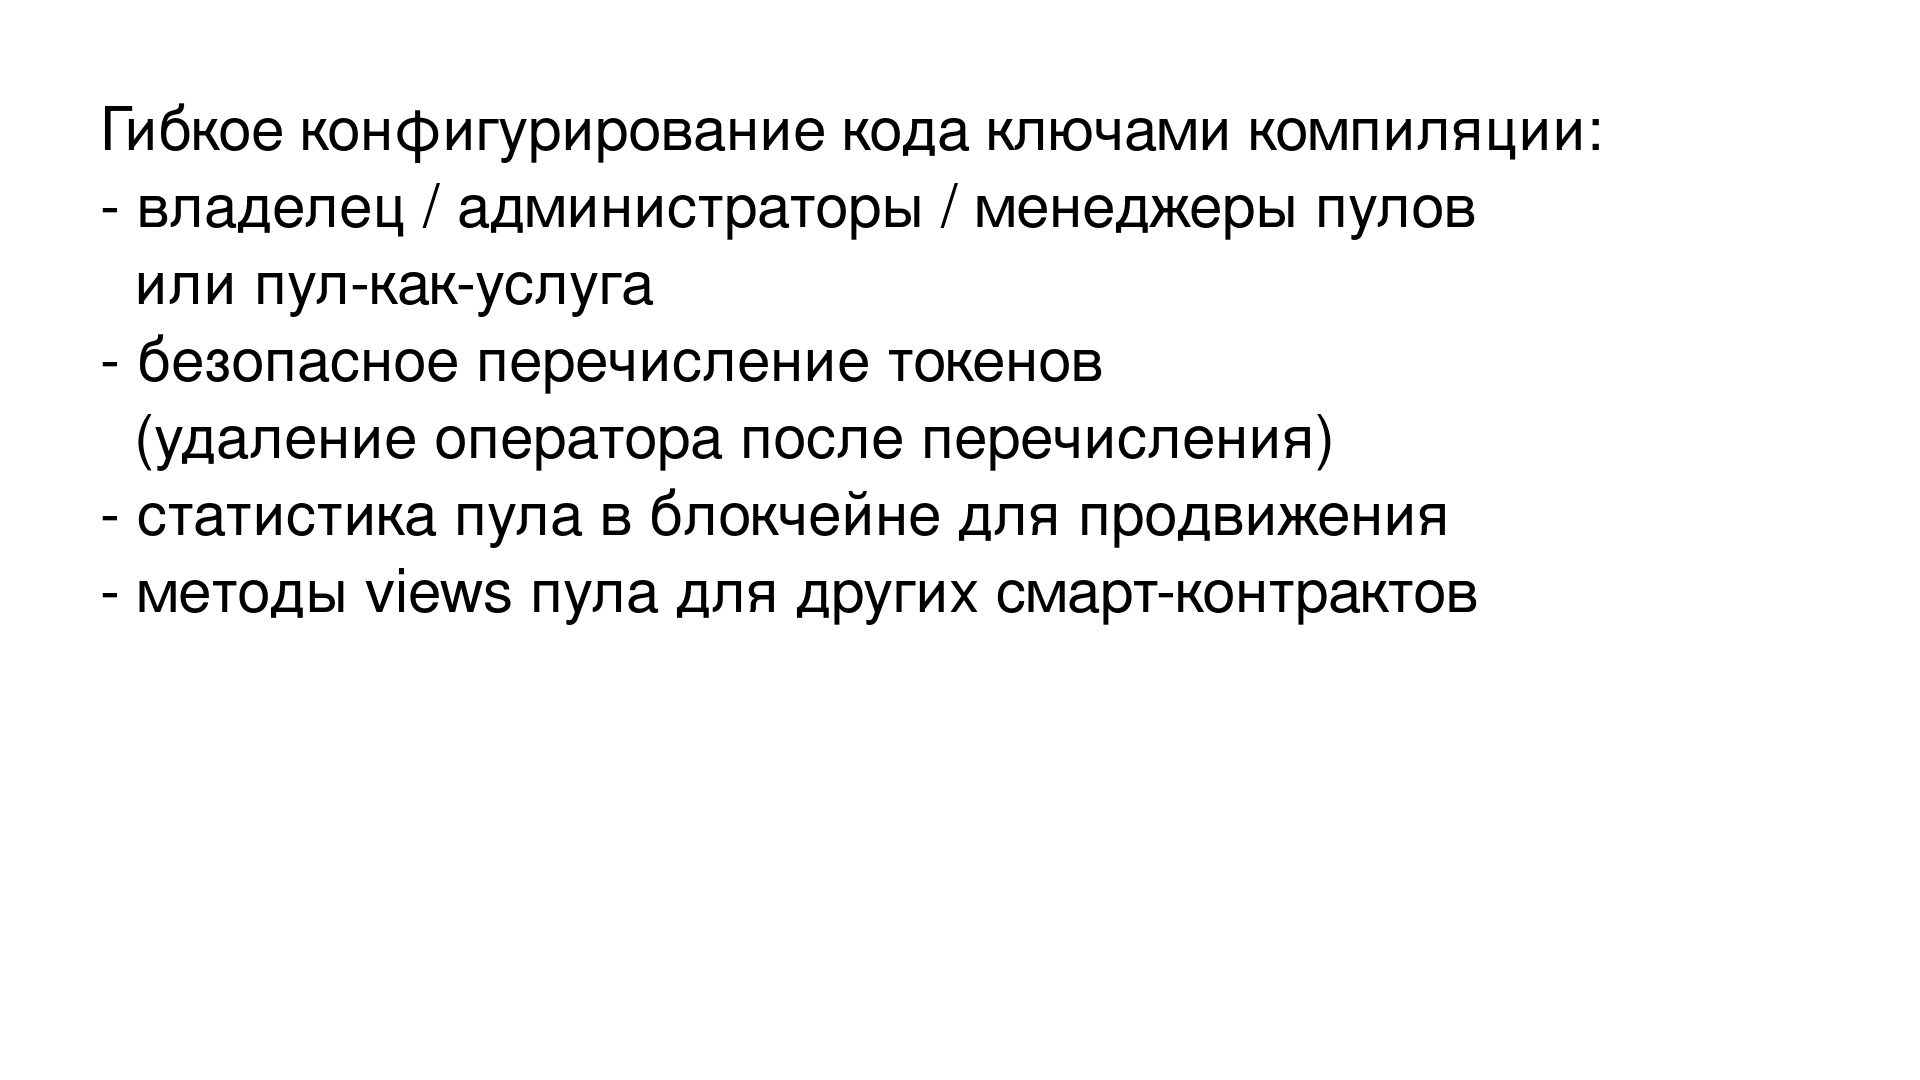 Гибкое конфигурирование кода ключами компиляции:
- владелец / администраторы / менеджеры пулов
или пул-как-услуга
- безопасное перечисление токенов
(удаление оператора после перечисления)
- статистика пула в блокчейне для продвижения
- методы views пула для других смарт-контрактов